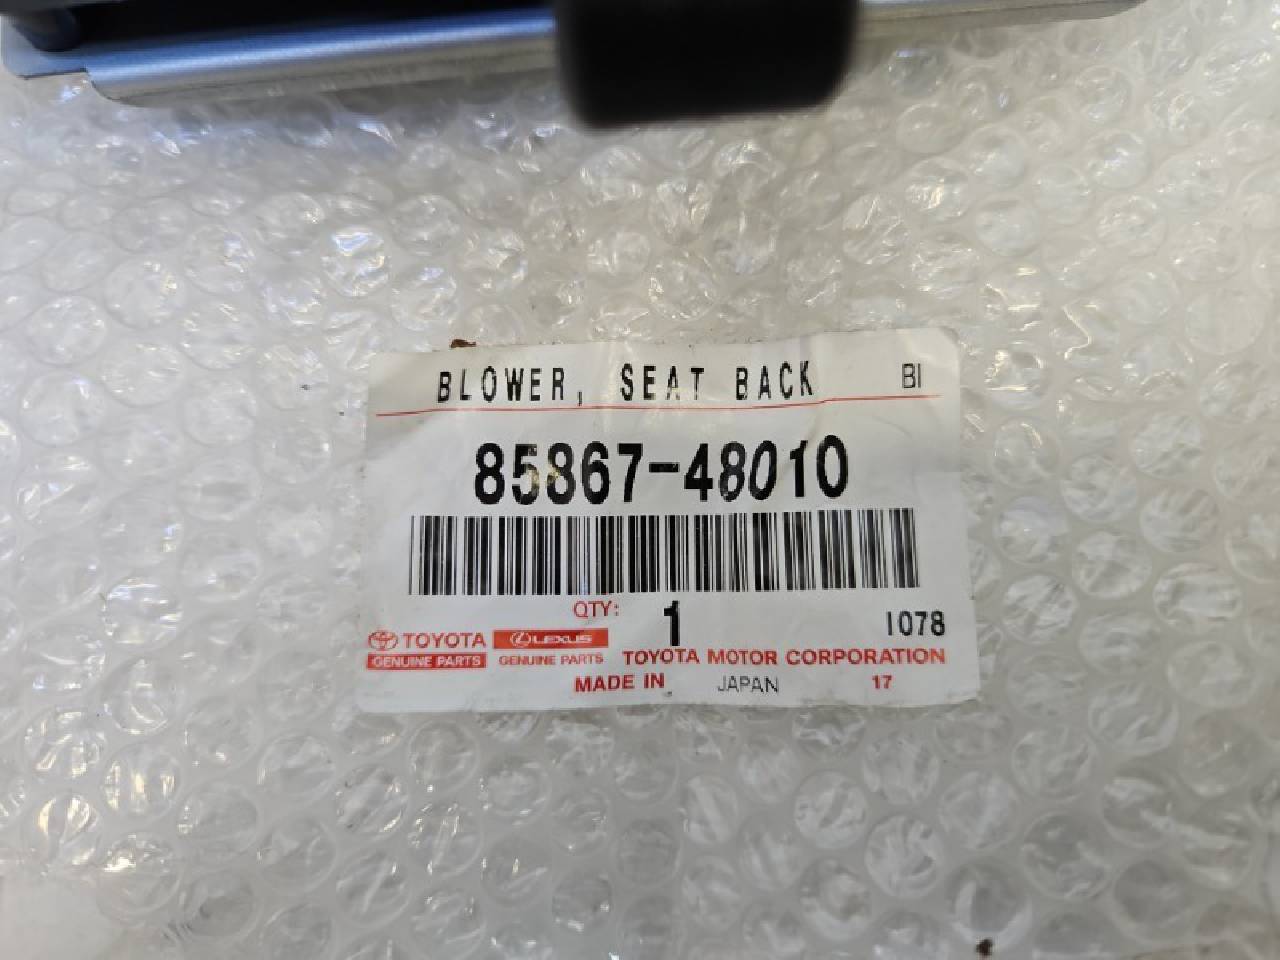 BLOWER, SEAT BACK BI
85867-48010
QTY: 1 1078
TOYOTA LEXUS
GENUINE PARTS GENUINE PARTS TOYOTA MOTOR CORPORATION
MADE IN JAPAN 17